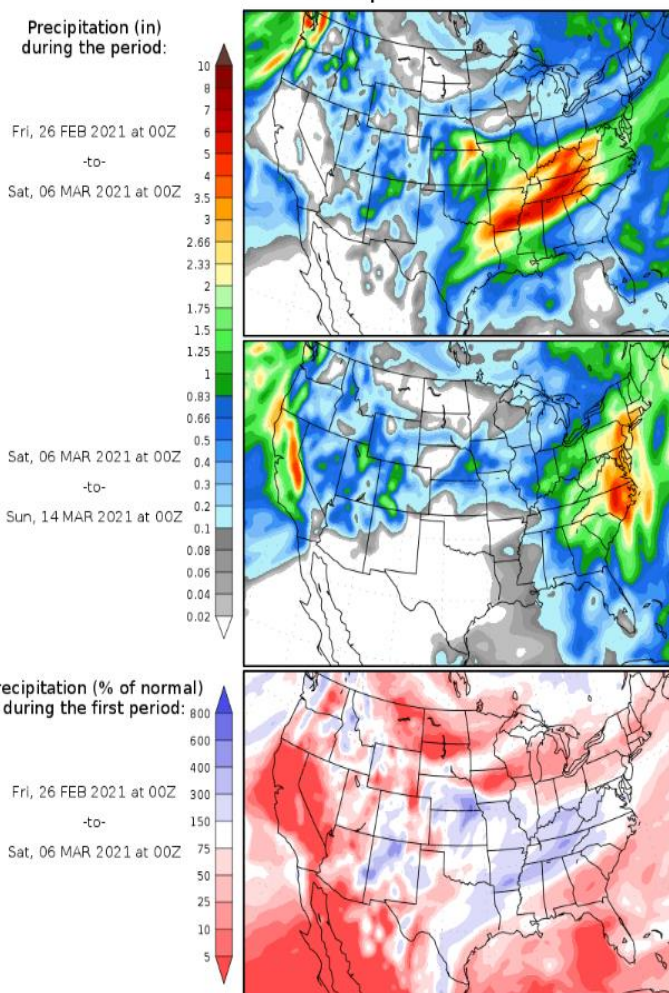 Precipitation (in)
during the period:
10
8
7
6
5
4
3.5
3
2.66
2.33
2
1.75
1.5
1.25
1
0.83
0.66
0.5
0.4
0.3
0.2
0.1
0.08
0.06
0.04
0.02
Fri, 26 FEB 2021 at 00Z
-to-
Sat, 06 MAR 2021 at 00Z
Sat, 06 MAR 2021 at 00Z
-to-
Sun, 14 MAR 2021 at 00Z
recipitation (% of normal)
during the first period:
800
600
400
300
150
75
50
25
10
5
Fri, 26 FEB 2021 at 00Z
-to-
Sat, 06 MAR 2021 at 00Z